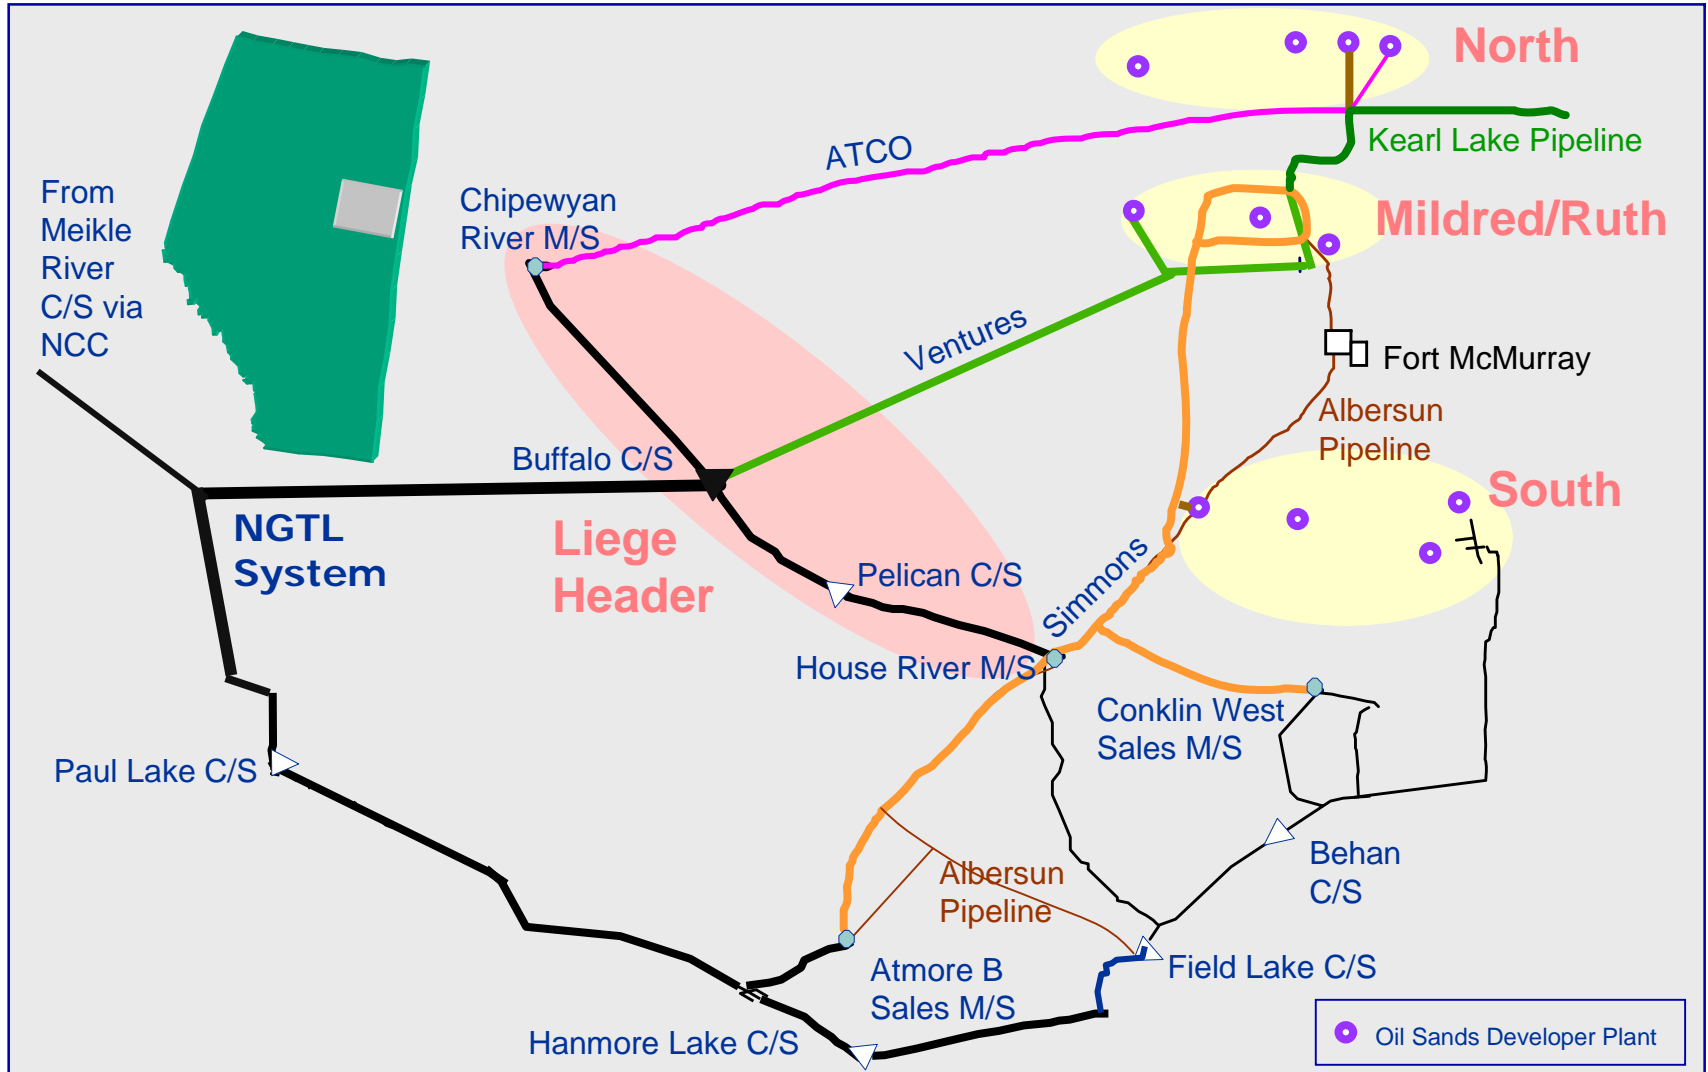 North
Kearl Lake Pipeline
ATCO
From
Meikle
River
C/S via
NCC
Chipewyan
River M/S
Mildred/Ruth
Ventures
Fort McMurray
Albersun
Pipeline
Buffalo C/S
South
NGTL
System
Liege
Header
Pelican C/S
Simmons
House River M/S
Conklin West
Sales M/S
Paul Lake C/S
Behan
C/S
Albersun
Pipeline
Atmore B
Sales M/S
Field Lake C/S
Hanmore Lake C/S
Oil Sands Developer Plant